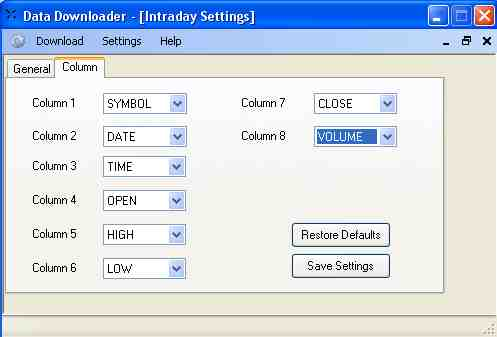 Data Downloader - [Intraday Settings]
Download Settings Help
General Column
Column 1 SYMBOL Column 7 CLOSE
Column 2 DATE Column 8 VOLUME
Column 3 TIME
Column 4 OPEN
Column 5 HIGH Restore Defaults
Column 6 LOW Save Settings